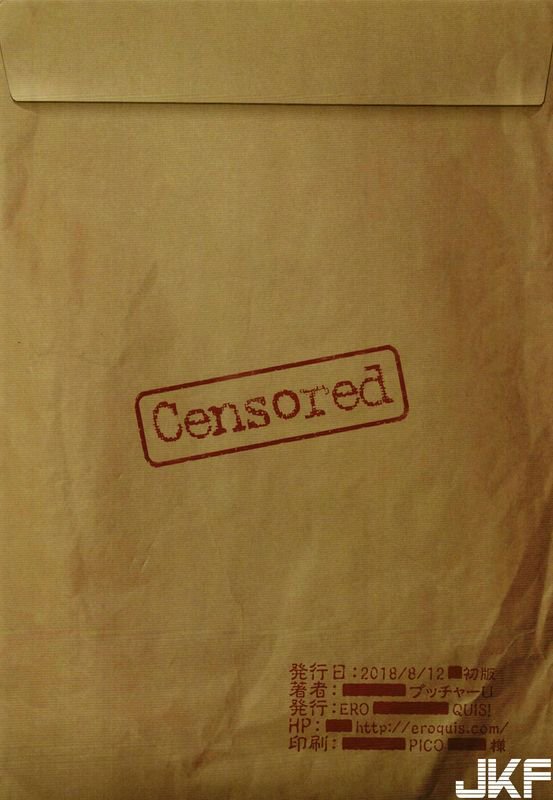 Censored
発行日:2018/8/12 初版
著者: ブッチャーU
発行:ERO QUIS!
HP: http://eroquis.com/
印刷: PICO 様
JKF